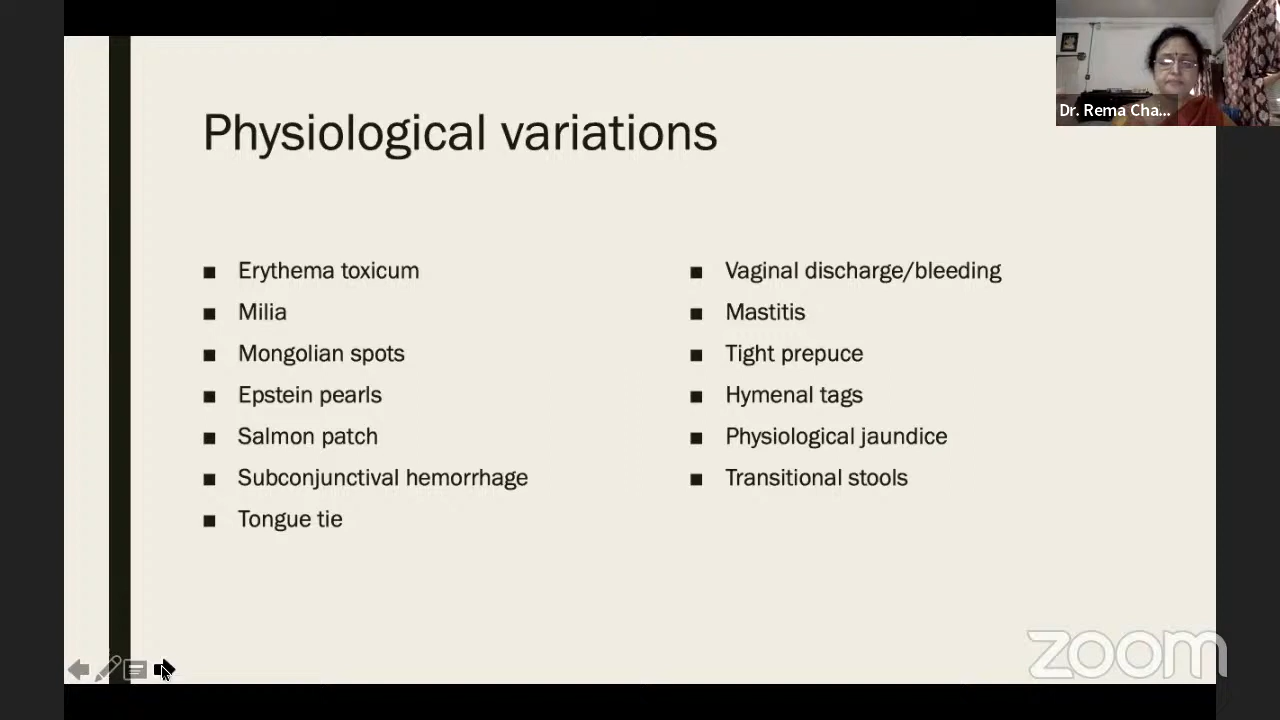 Dr. Rema Cha...
Physiological variations
Erythema toxicum
Milia
Mongolian spots
Epstein pearls
Salmon patch
Subconjunctival hemorrhage
Tongue tie
Vaginal discharge/bleeding
Mastitis
Tight prepuce
Hymenal tags
Physiological jaundice
Transitional stools
zoom